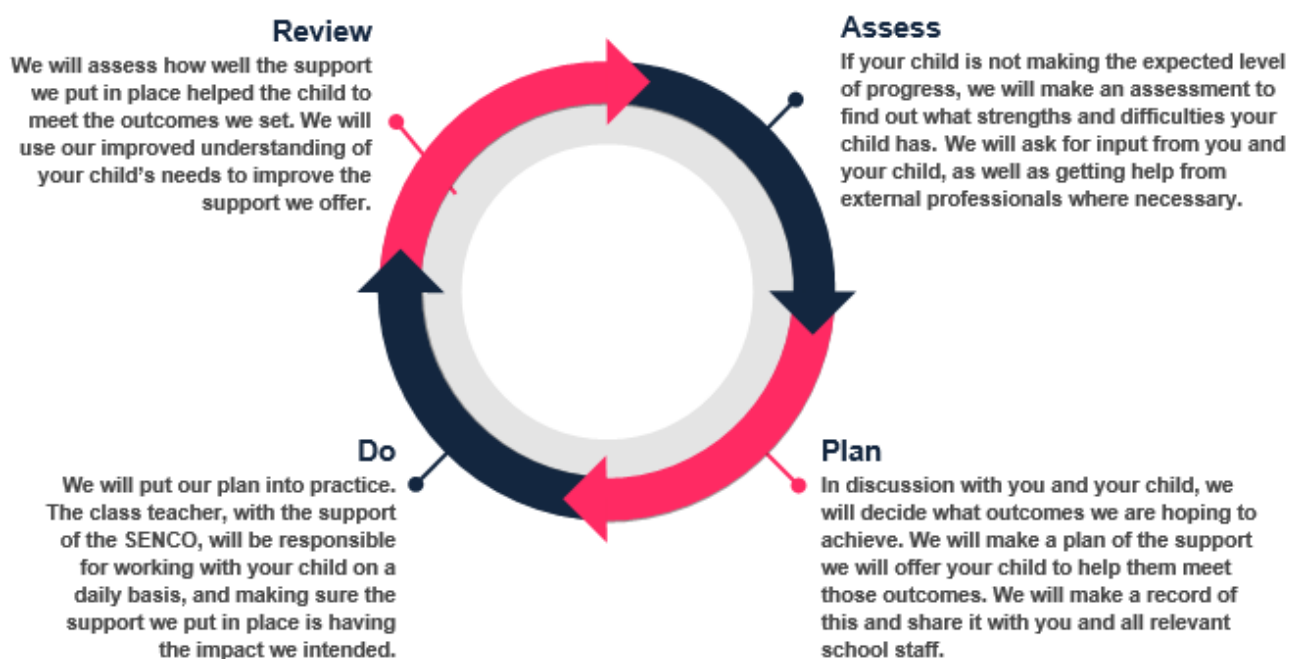 Review
We will assess how well the support
we put in place helped the child to
meet the outcomes we set. We will
use our improved understanding of
your child's needs to improve the
support we offer.
Assess
If your child is not making the expected level
of progress, we will make an assessment to
find out what strengths and difficulties your
child has. We will ask for input from you and
your child, as well as getting help from
external professionals where necessary.
Do
We will put our plan into practice.
The class teacher, with the support
of the SENCO, will be responsible
for working with your child on a
daily basis, and making sure the
support we put in place is having
the impact we intended.
Plan
In discussion with you and your child, we
will decide what outcomes we are hoping to
achieve. We will make a plan of the support
we will offer your child to help them meet
those outcomes. We will make a record of
this and share it with you and all relevant
school staff.